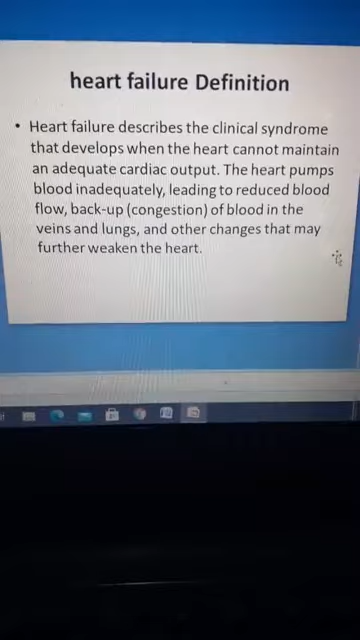 heart failure Definition
• Heart failure describes the clinical syndrome
that develops when the heart cannot maintain
an adequate cardiac output. The heart pumps
blood inadequately, leading to reduced blood
flow, back-up (congestion) of blood in the
veins and lungs, and other changes that may
further weaken the heart.